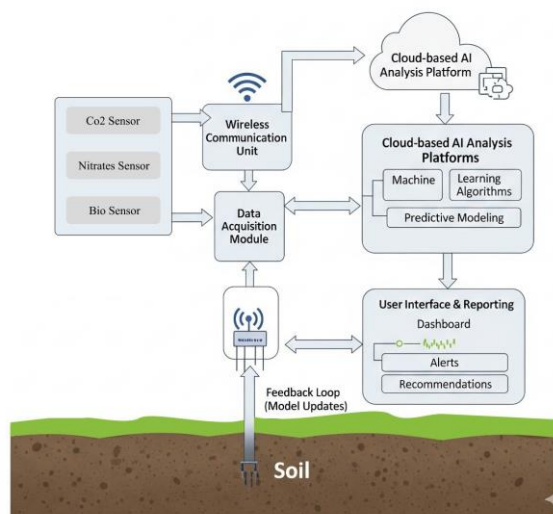 Cloud-based AI
Analysis Platform
Co2 Sensor
Nitrates Sensor
Bio Sensor
Wireless
Communication
Unit
Data
Acquisition
Module
Cloud-based AI Analysis
Platforms
Machine
Learning
Algorithms
Predictive Modeling
User Interface & Reporting
Dashboard
Alerts
Recommendations
Feedback Loop
(Model Updates)
Soil